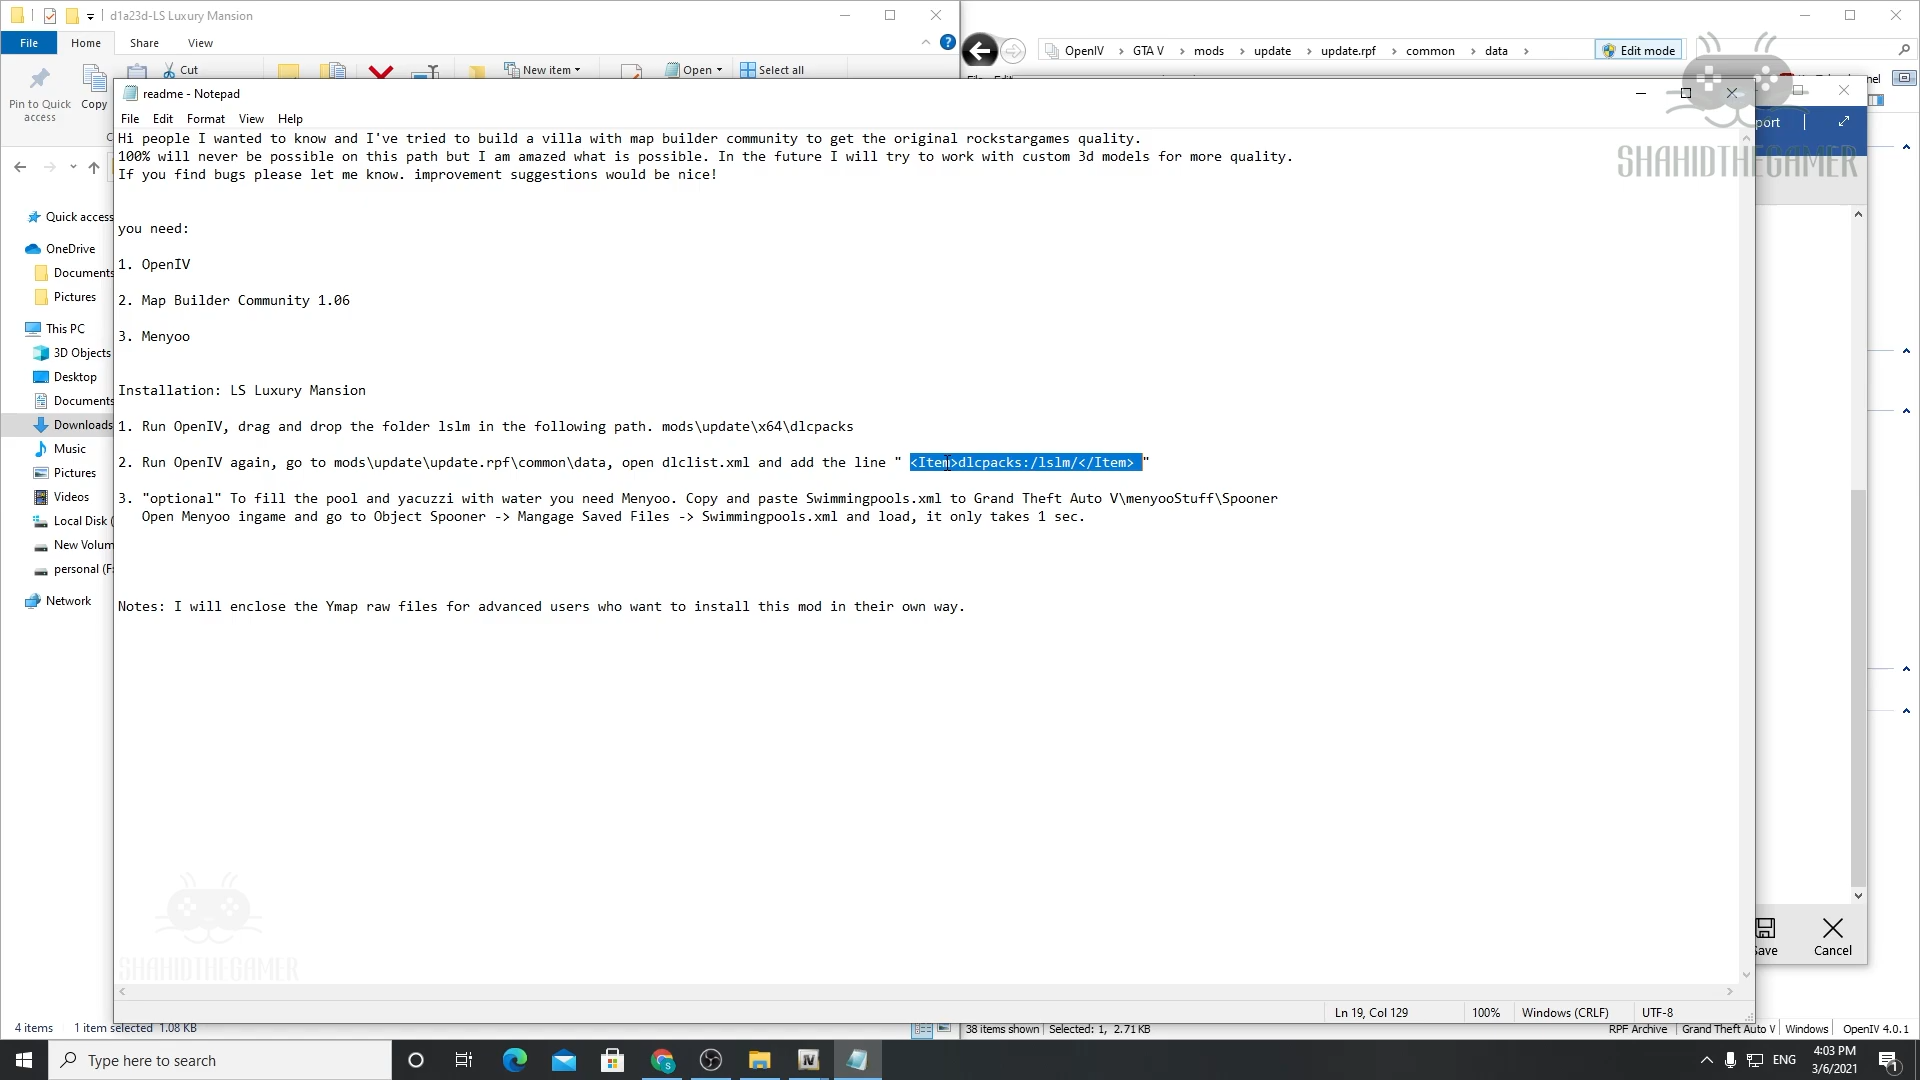 d1a23d-LS Luxury Mansion
File Home Share View
Pin to Quick access
Copy
Cut
New item
Open
Select all
OpenIV GTA V mods update update.rpf common data
Edit mode
readme - Notepad
File Edit Format View Help
Hi people I wanted to know and I've tried to build a villa with map builder community to get the original rockstargames quality.
100% will never be possible on this path but I am amazed what is possible. In the future I will try to work with custom 3d models for more quality.
If you find bugs please let me know. improvement suggestions would be nice!
you need:
1. OpenIV
2. Map Builder Community 1.06
3. Menyoo
Installation: LS Luxury Mansion
1. Run OpenIV, drag and drop the folder lslm in the following path. mods\update\x64\dlcpacks
2. Run OpenIV again, go to mods\update\update.rpf\common\data, open dlclist.xml and add the line " <Item>dlcpacks:/lslm/</Item> "
3. "optional" To fill the pool and yacuzzi with water you need Menyoo. Copy and paste Swimmingpools.xml to Grand Theft Auto V\menyooStuff\Spooner
Open Menyoo ingame and go to Object Spooner -> Mangage Saved Files -> Swimmingpools.xml and load, it only takes 1 sec.
Notes: I will enclose the Ymap raw files for advanced users who want to install this mod in their own way.
Quick access
OneDrive
Documents
Pictures
This PC
3D Objects
Desktop
Documents
Downloads
Music
Pictures
Videos
Local Disk (
New Volum
personal (F:
Network
port
SHAHIDTHEGAMER
SHAHIDTHEGAMER
Save
Cancel
Ln 19, Col 129 100% Windows (CRLF) UTF-8
4 items 1 item selected 1.08 KB
38 items shown Selected: 1, 2.71 KB
RPF Archive Grand Theft Auto V Windows OpenIV 4.0.1
Type here to search
ENG
4:03 PM
3/6/2021
1